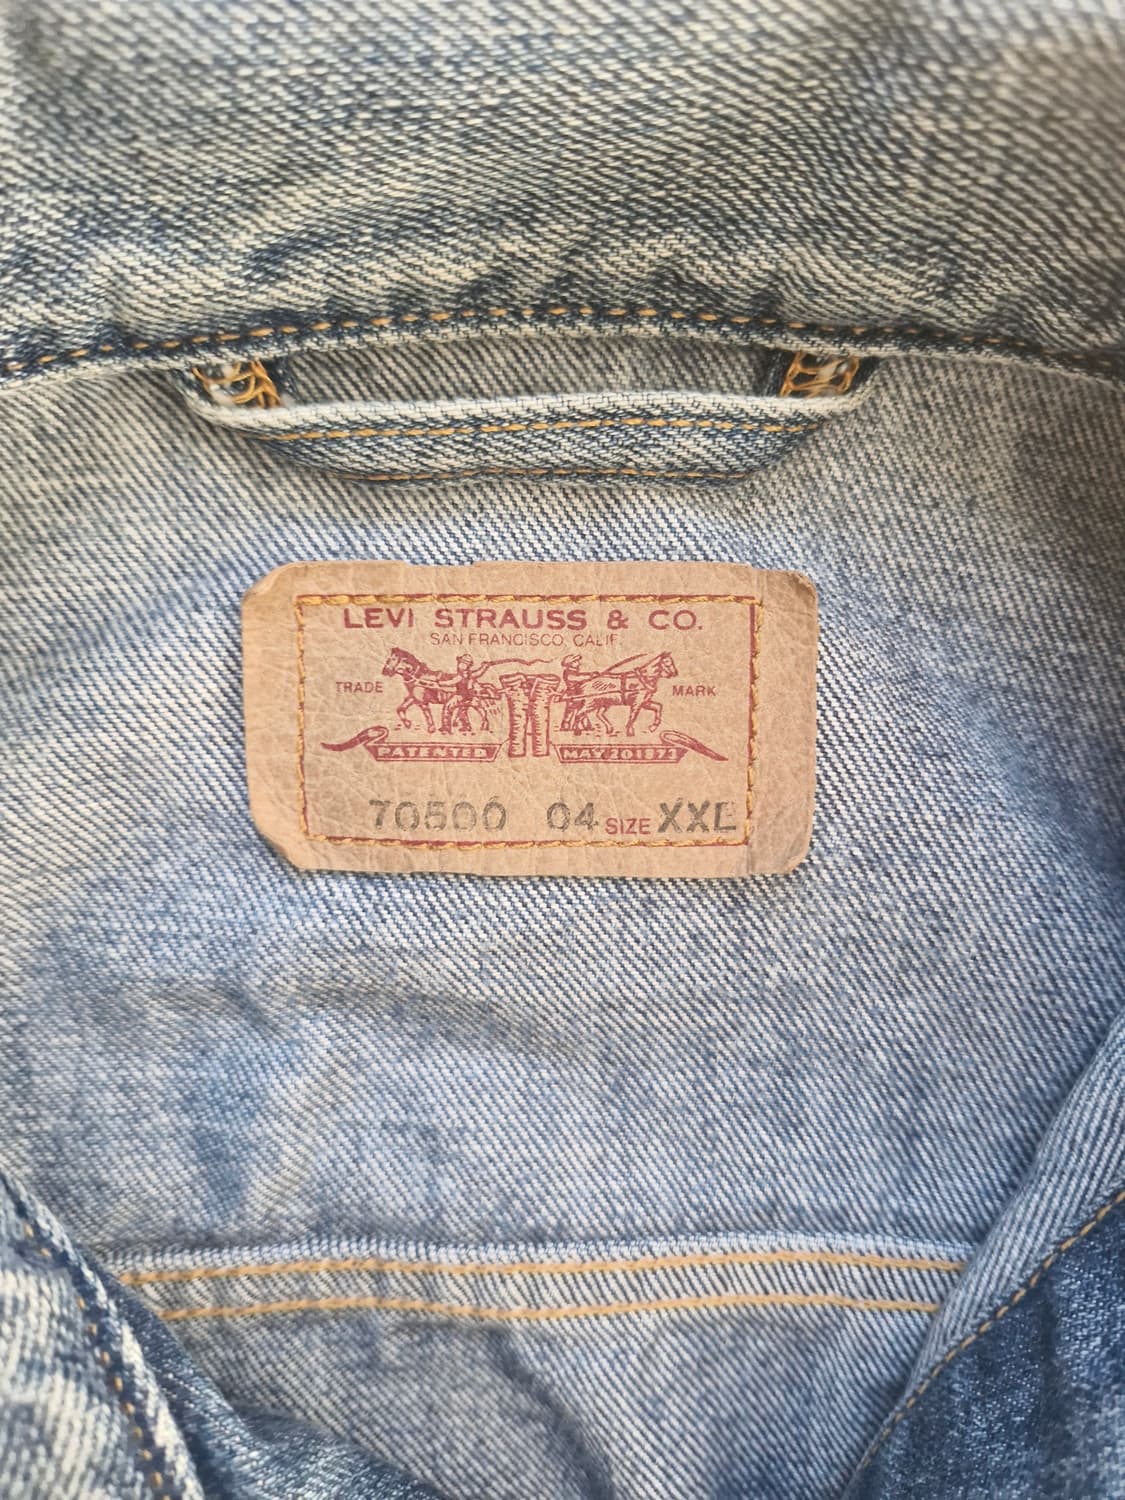 LEVI STRAUSS & CO.
SAN FRANCISCO, CALIF.
TRADE MARK
PATENTED MAY 20 1873
70500 04 SIZE XXL